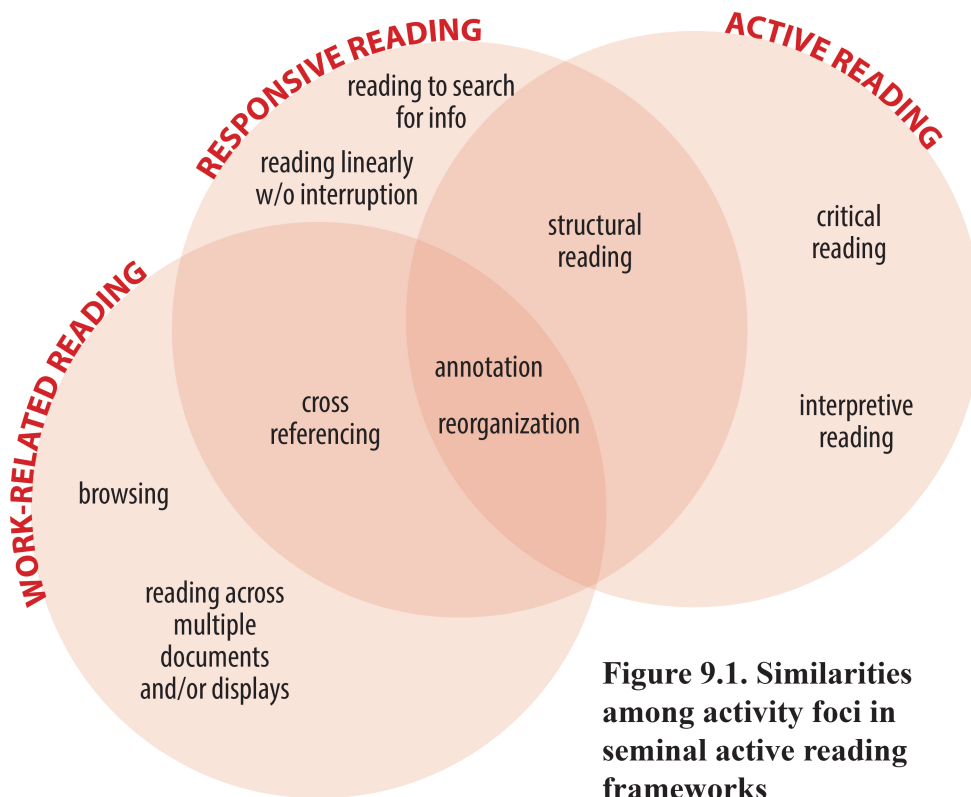 RESPONSIVE READING
ACTIVE READING
reading to search
for info
reading linearly
w/o interruption
structural
reading
critical
reading
WORK-RELATED READING
annotation
reorganization
cross
referencing
interpretive
reading
browsing
reading across
multiple
documents
and/or displays
Figure 9.1. Similarities
among activity foci in
seminal active reading
frameworks